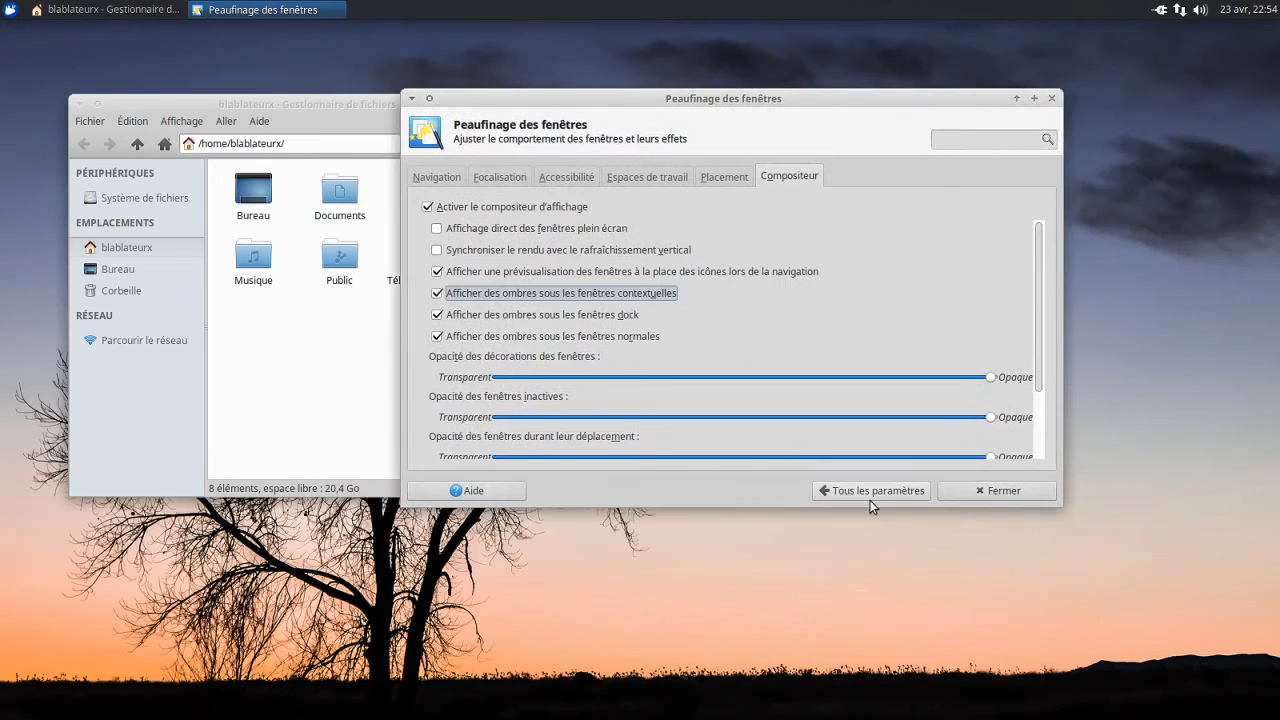 blablateurx - Gestionnaire d...
Peaufinage des fenêtres
23 avr, 22:54
blablateurx - Gestionnaire de fichiers
Fichier Édition Affichage Aller Aide
/home/blablateurx/
PÉRIPHÉRIQUES
Système de fichiers
EMPLACEMENTS
blablateurx
Bureau
Corbeille
RÉSEAU
Parcourir le réseau
Bureau
Documents
Musique
Public
Tél
8 éléments, espace libre : 20,4 Go
Peaufinage des fenêtres
Peaufinage des fenêtres
Ajuster le comportement des fenêtres et leurs effets
Navigation Focalisation Accessibilité Espaces de travail Placement Compositeur
Activer le compositeur d'affichage
Affichage direct des fenêtres plein écran
Synchroniser le rendu avec le rafraîchissement vertical
Afficher une prévisualisation des fenêtres à la place des icônes lors de la navigation
Afficher des ombres sous les fenêtres contextuelles
Afficher des ombres sous les fenêtres dock
Afficher des ombres sous les fenêtres normales
Opacité des décorations des fenêtres :
Transparent Opaque
Opacité des fenêtres inactives :
Transparent Opaque
Opacité des fenêtres durant leur déplacement :
Transparent Opaque
Aide
Tous les paramètres
Fermer